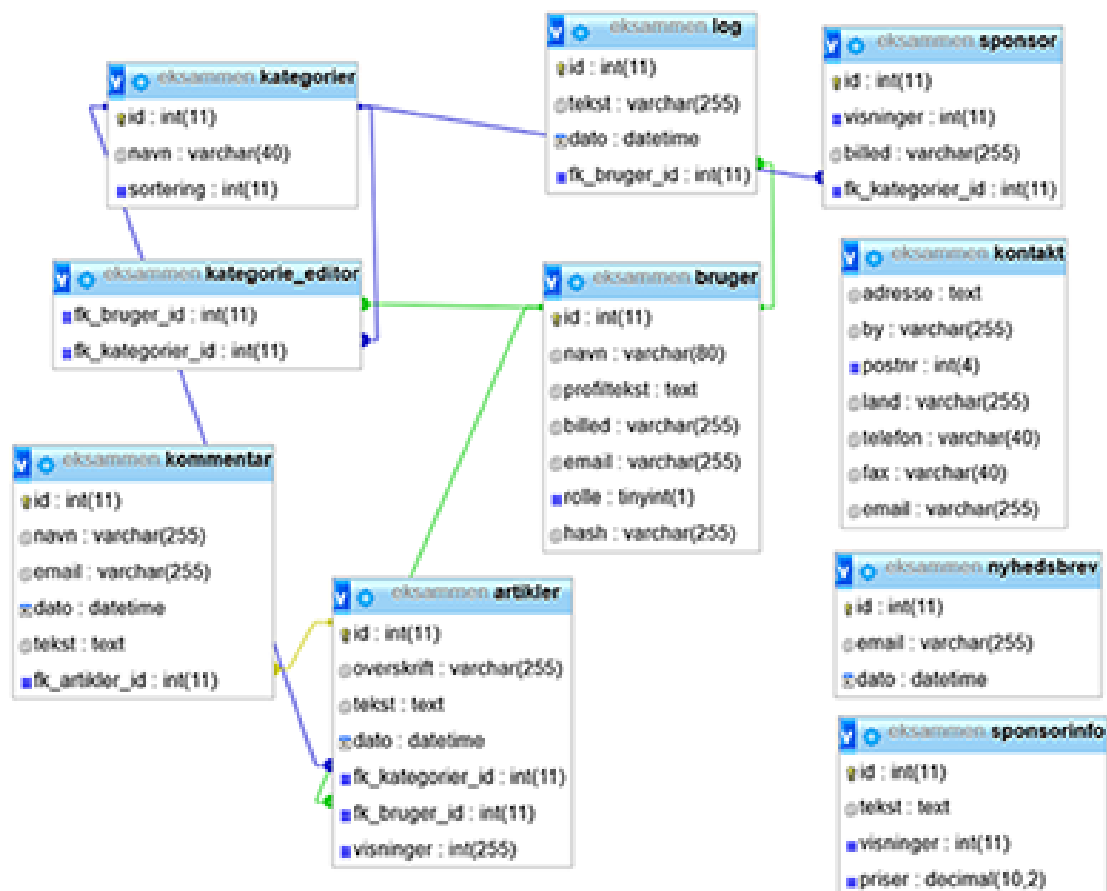 eksammen kategorier
id : int(11)
navn : varchar(40)
sortering : int(11)
eksammen log
id : int(11)
tekst : varchar(255)
dato : datetime
fk_bruger_id : int(11)
eksammen sponsor
id : int(11)
visninger : int(11)
billed : varchar(255)
fk_kategorier_id : int(11)
eksammen kategorie_editor
fk_bruger_id : int(11)
fk_kategorier_id : int(11)
eksammen bruger
id : int(11)
navn : varchar(80)
profiltekst : text
billed : varchar(255)
email : varchar(255)
rolle : tinyint(1)
hash : varchar(255)
eksammen kontakt
adresse : text
by : varchar(255)
postnr : int(4)
land : varchar(255)
telefon : varchar(40)
fax : varchar(40)
email : varchar(255)
eksammen kommentar
id : int(11)
navn : varchar(255)
email : varchar(255)
dato : datetime
tekst : text
fk_artikler_id : int(11)
eksammen artikler
id : int(11)
overskrift : varchar(255)
tekst : text
dato : datetime
fk_kategorier_id : int(11)
fk_bruger_id : int(11)
visninger : int(255)
eksammen nyhedsbrev
id : int(11)
email : varchar(255)
dato : datetime
eksammen sponsorinfo
id : int(11)
tekst : text
visninger : int(11)
priser : decimal(10,2)